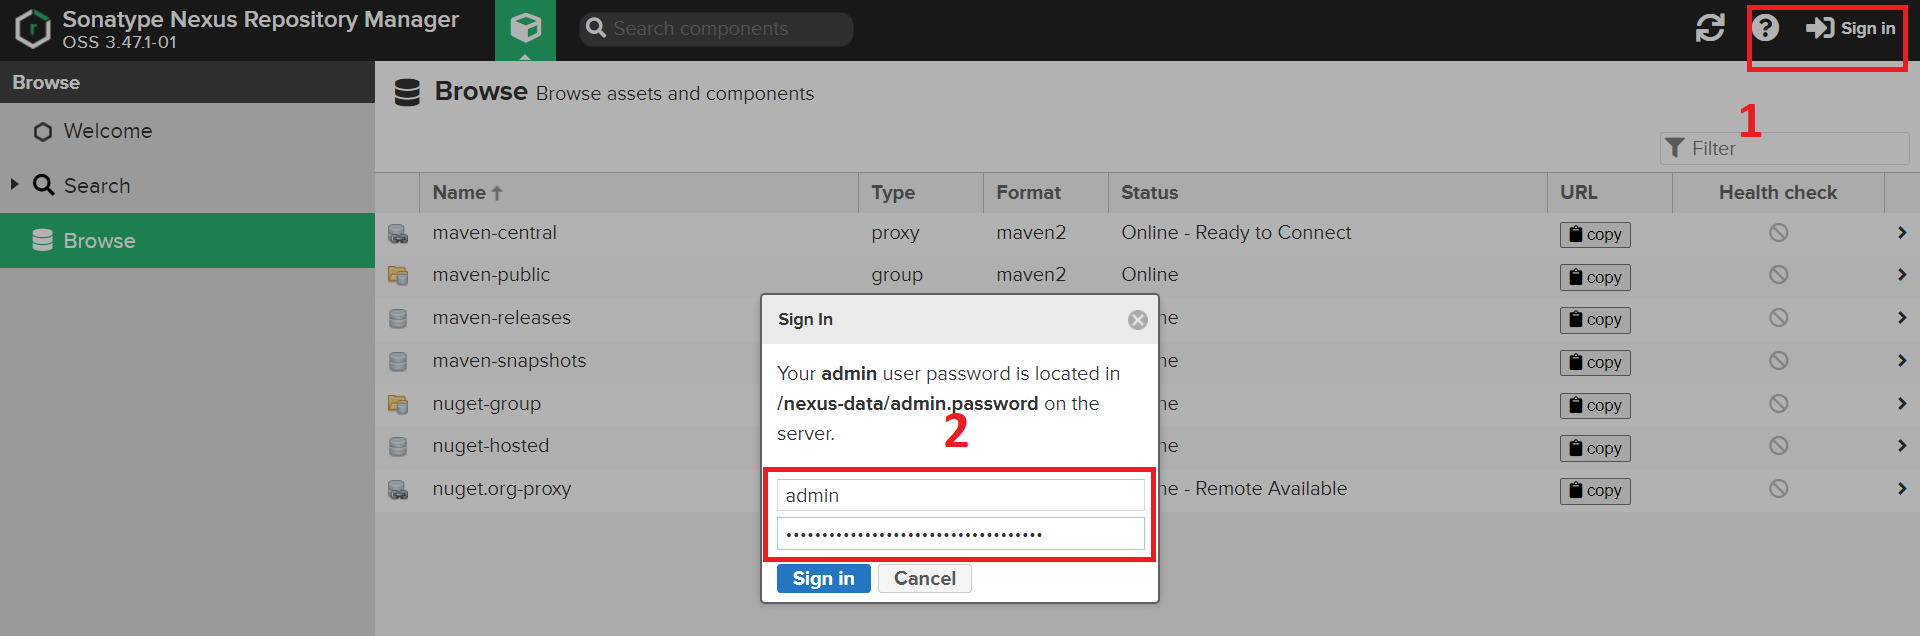 Sonatype Nexus Repository Manager
OSS 3.47.1-01
Search components
Sign in
Browse
Welcome
Search
Browse
Browse Browse assets and components
1
Filter
Name Type Format Status URL Health check
maven-central proxy maven2 Online - Ready to Connect copy
maven-public group maven2 Online copy
maven-releases ne copy
maven-snapshots ne copy
nuget-group ne copy
nuget-hosted ne copy
nuget.org-proxy ne - Remote Available copy
Sign In
Your admin user password is located in
/nexus-data/admin.password on the
server.
2
admin
Sign in Cancel